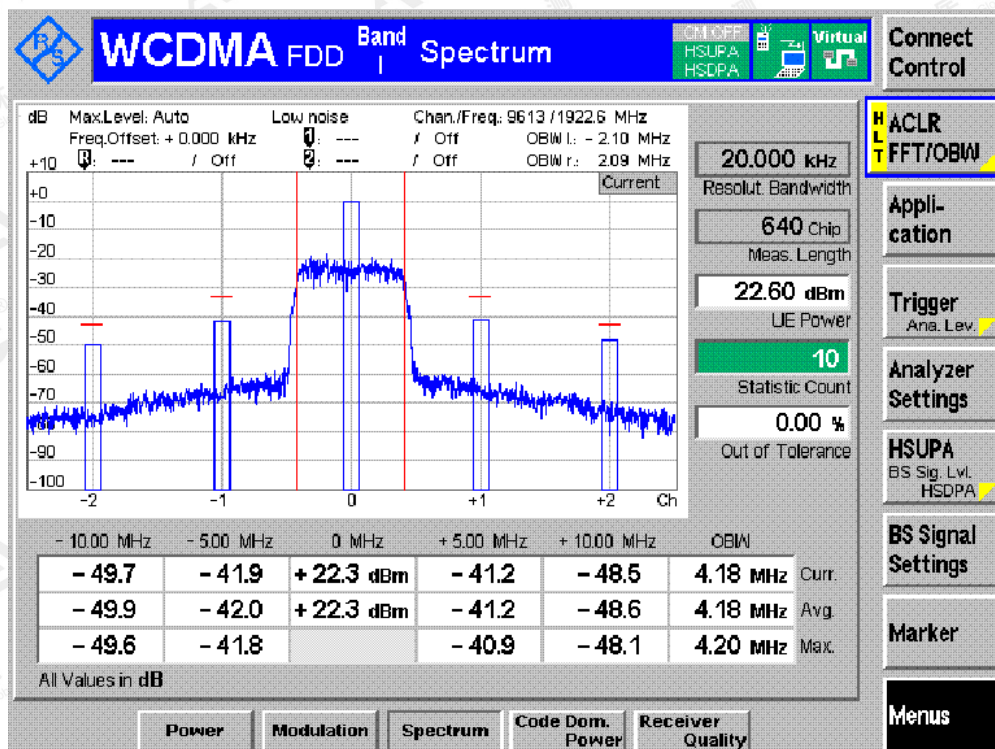 R&S
WCDMA FDD Band I Spectrum
HSUPA
HSDPA
Virtual
Connect Control
dB Max.Level: Auto Low noise Chan./Freq.: 9613 / 1922.6 MHz
Freq.Offset: + 0.000 kHz 1: --- / Off OBW l.: - 2.10 MHz
R: --- / Off 2: --- / Off OBW r.: 2.09 MHz
Current
+10
+0
-10
-20
-30
-40
-50
-60
-70
-90
-100
-2 -1 0 +1 +2 Ch
20.000 kHz
Resolut. Bandwidth
640 Chip
Meas. Length
22.60 dBm
UE Power
10
Statistic Count
0.00 %
Out of Tolerance
- 10.00 MHz - 5.00 MHz 0 MHz + 5.00 MHz + 10.00 MHz OBW
- 49.7 - 41.9 + 22.3 dBm - 41.2 - 48.5 4.18 MHz Curr.
- 49.9 - 42.0 + 22.3 dBm - 41.2 - 48.6 4.18 MHz Avg.
- 49.6 - 41.8 - 40.9 - 48.1 4.20 MHz Max.
All Values in dB
HLT
ACLR
FFT/OBW
Appli-
cation
Trigger
Ana. Lev.
Analyzer
Settings
HSUPA
BS Sig. Lvl.
HSDPA
BS Signal
Settings
Marker
Menus
Power
Modulation
Spectrum
Code Dom.
Power
Receiver
Quality